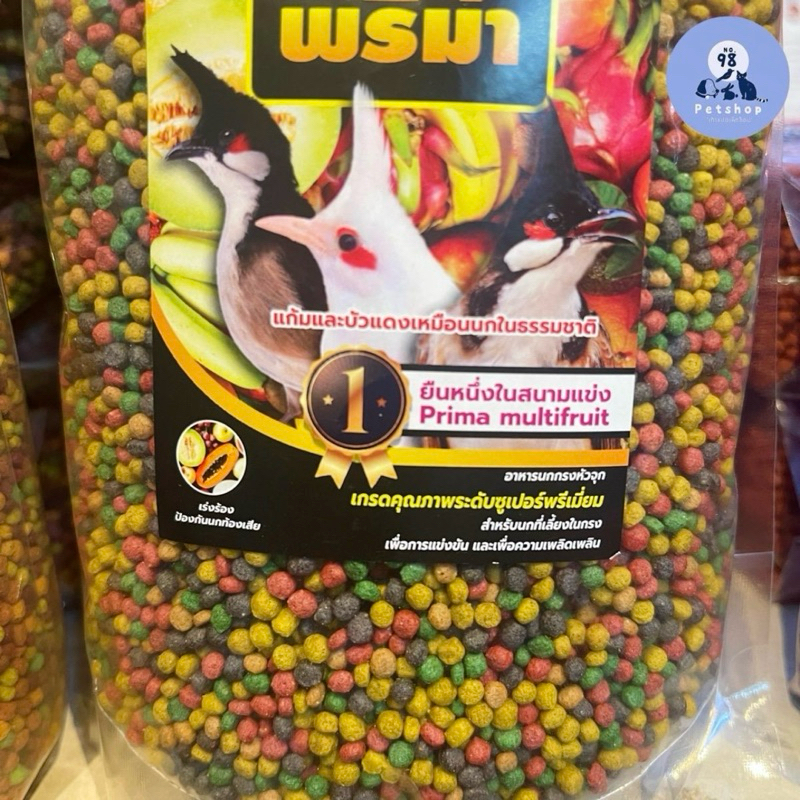 พรีม่า
NO.
98
Petshop
แก้มและบัวแดงเหมือนนกในธรรมชาติ
1
ยืนหนึ่งในสนามแข่ง
Prima multifruit
อาหารนกกรงหัวจุก
เกรดคุณภาพระดับซูเปอร์พรีเมี่ยม
สำหรับนกที่เลี้ยงในกรง
เพื่อการแข่งขัน และเพื่อความเพลิดเพลิน
เร่งร้อง
ป้องกันนกท้องเสีย